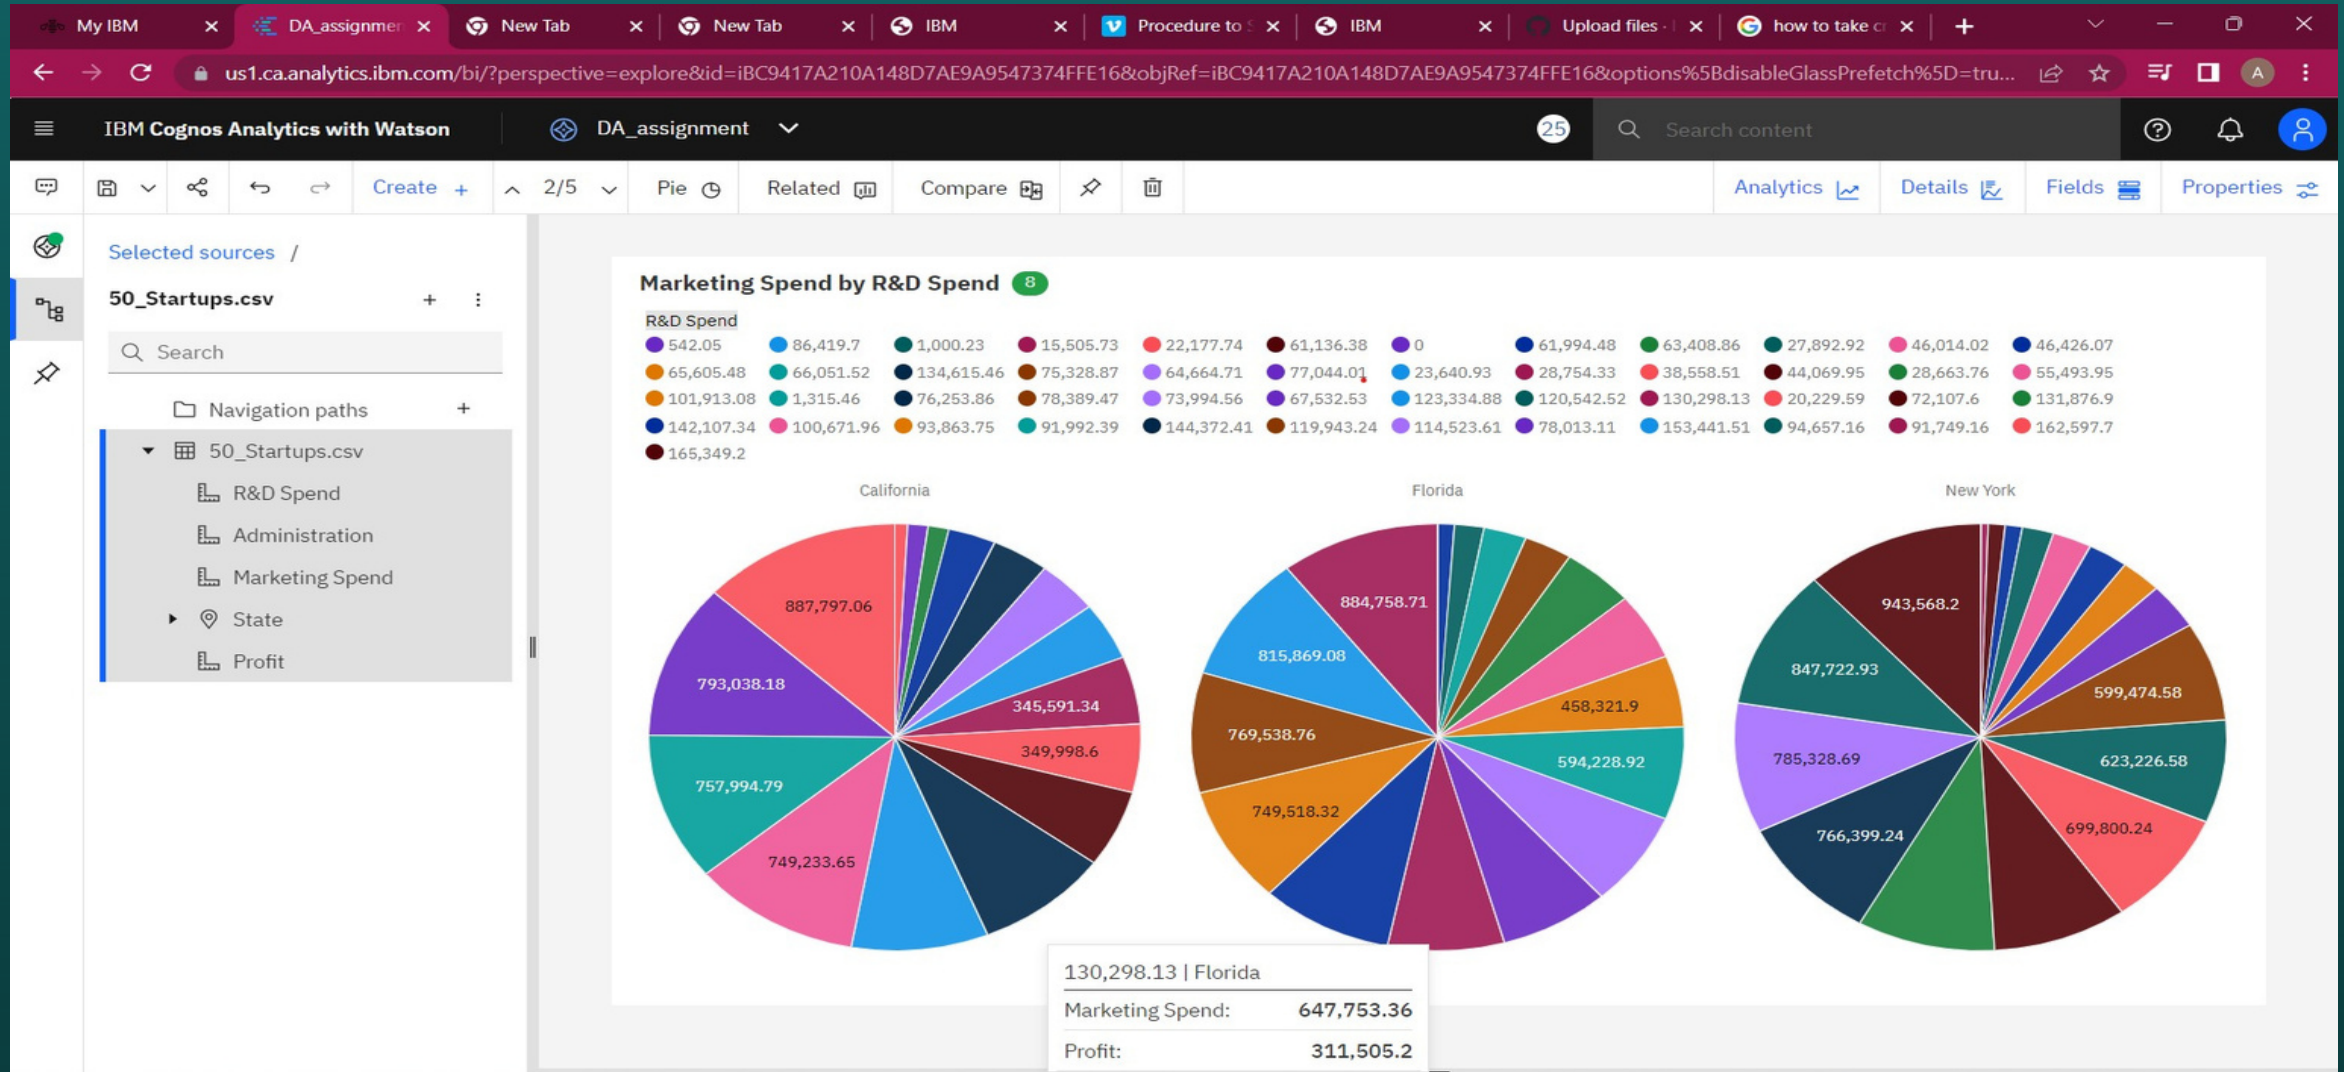 My IBM
DA_assignmen
New Tab
New Tab
IBM
Procedure to S
IBM
Upload files · I
how to take cr
us1.ca.analytics.ibm.com/bi/?perspective=explore&id=iBC9417A210A148D7AE9A9547374FFE16&objRef=iBC9417A210A148D7AE9A9547374FFE16&options%5BdisableGlassPrefetch%5D=tru...
A
IBM Cognos Analytics with Watson
DA_assignment
25
Search content
Create +
2/5
Pie
Related
Compare
Analytics
Details
Fields
Properties
Selected sources /
50_Startups.csv
Search
Navigation paths
50_Startups.csv
R&D Spend
Administration
Marketing Spend
State
Profit
Marketing Spend by R&D Spend 8
R&D Spend
542.05 86,419.7 1,000.23 15,505.73 22,177.74 61,136.38 0 61,994.48 63,408.86 27,892.92 46,014.02 46,426.07
65,605.48 66,051.52 134,615.46 75,328.87 64,664.71 77,044.01 23,640.93 28,754.33 38,558.51 44,069.95 28,663.76 55,493.95
101,913.08 1,315.46 76,253.86 78,389.47 73,994.56 67,532.53 123,334.88 120,542.52 130,298.13 20,229.59 72,107.6 131,876.9
142,107.34 100,671.96 93,863.75 91,992.39 144,372.41 119,943.24 114,523.61 78,013.11 153,441.51 94,657.16 91,749.16 162,597.7
165,349.2
California
887,797.06
793,038.18
345,591.34
349,998.6
757,994.79
749,233.65
Florida
884,758.71
815,869.08
458,321.9
769,538.76
594,228.92
749,518.32
New York
943,568.2
847,722.93
599,474.58
785,328.69
623,226.58
699,800.24
766,399.24
130,298.13 | Florida
Marketing Spend: 647,753.36
Profit: 311,505.2